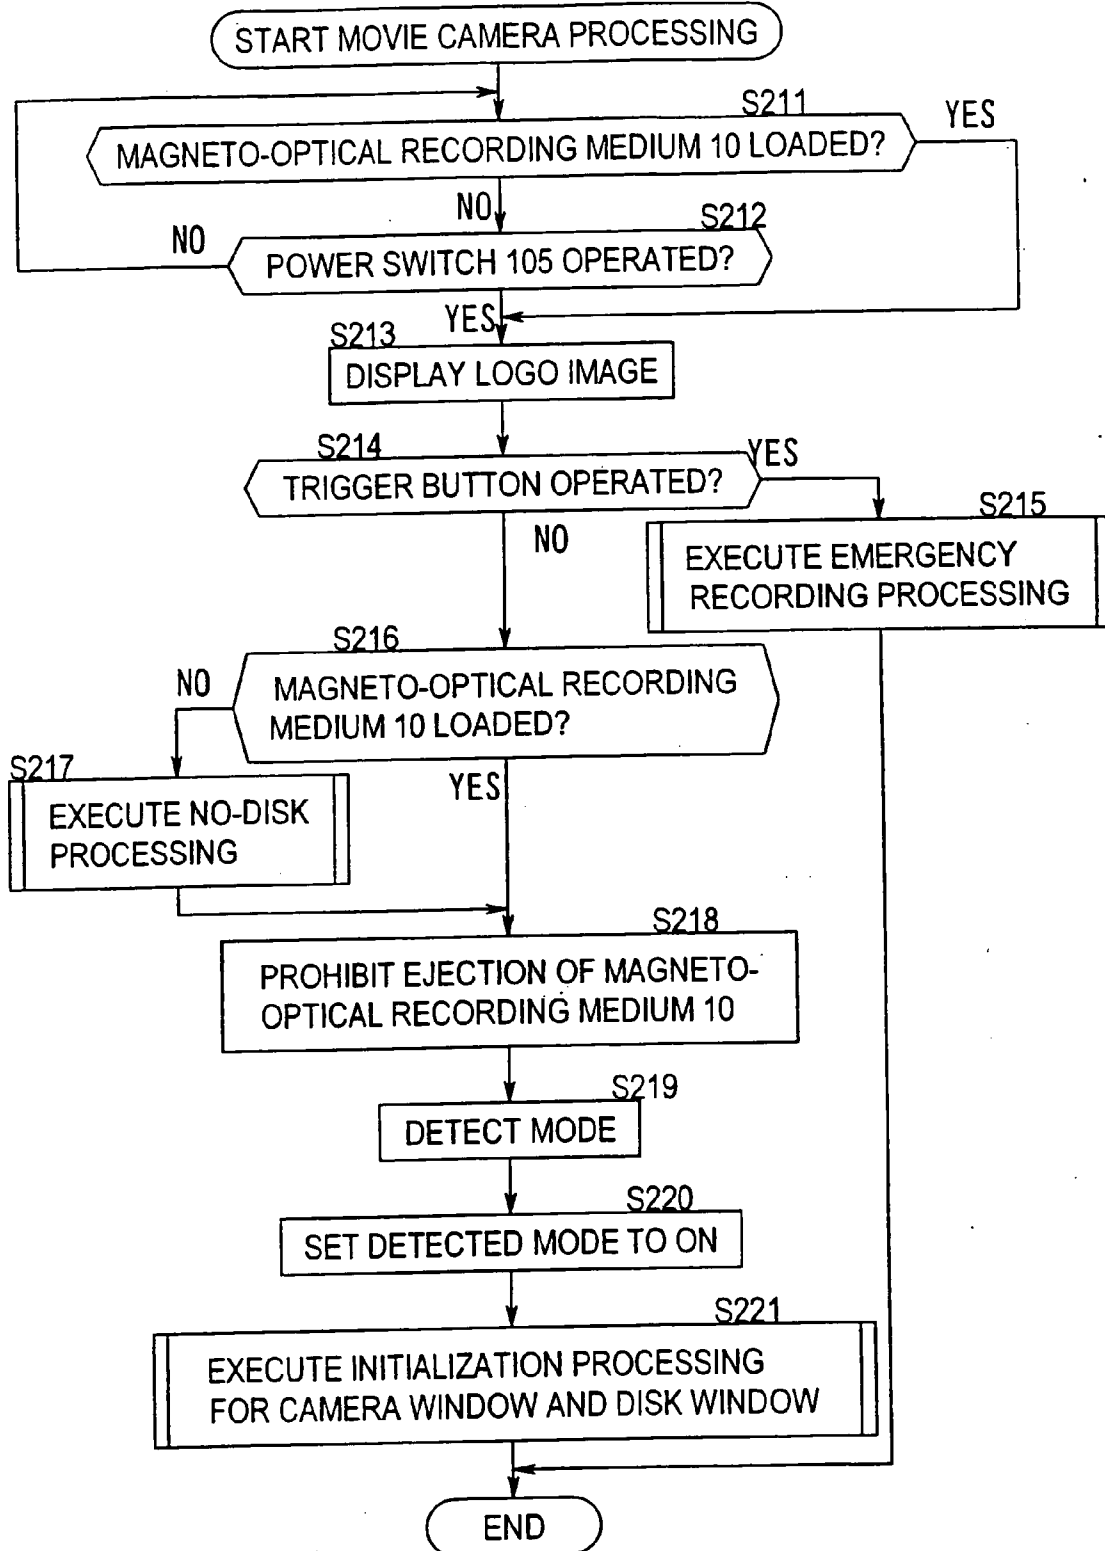 START MOVIE CAMERA PROCESSING
S211
YES
MAGNETO-OPTICAL RECORDING MEDIUM 10 LOADED?
NO
S212
NO
POWER SWITCH 105 OPERATED?
YES
S213
DISPLAY LOGO IMAGE
S214
YES
TRIGGER BUTTON OPERATED?
NO
S215
EXECUTE EMERGENCY
RECORDING PROCESSING
S216
NO
MAGNETO-OPTICAL RECORDING
MEDIUM 10 LOADED?
YES
S217
EXECUTE NO-DISK
PROCESSING
S218
PROHIBIT EJECTION OF MAGNETO-
OPTICAL RECORDING MEDIUM 10
S219
DETECT MODE
S220
SET DETECTED MODE TO ON
S221
EXECUTE INITIALIZATION PROCESSING
FOR CAMERA WINDOW AND DISK WINDOW
END